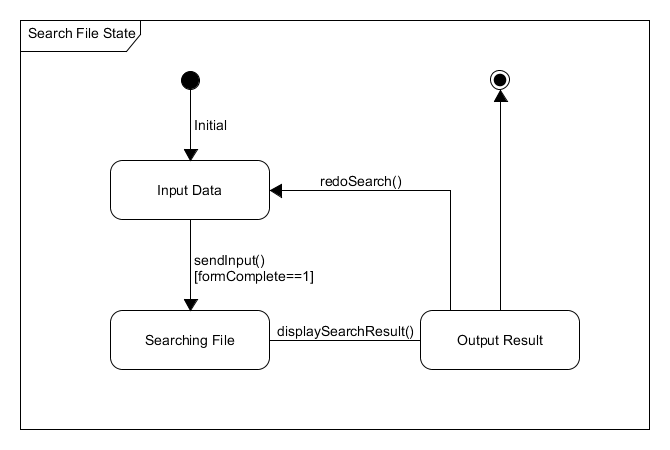 Search File State
Initial
Input Data
redoSearch()
sendInput()
[formComplete==1]
Searching File
displaySearchResult()
Output Result